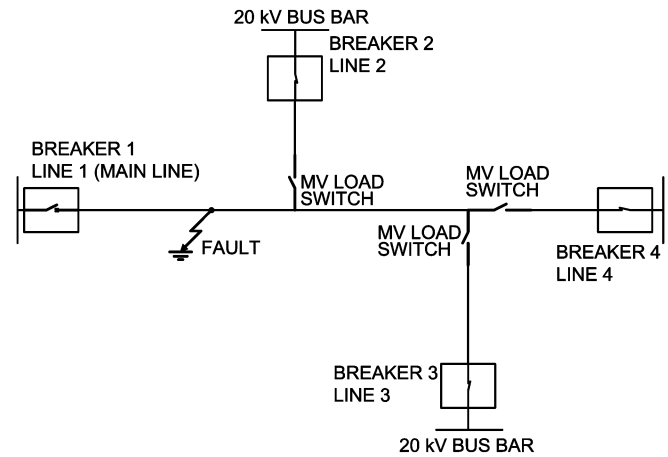 20 kV BUS BAR
BREAKER 2
LINE 2
BREAKER 1
LINE 1 (MAIN LINE)
MV LOAD
SWITCH
MV LOAD
SWITCH
MV LOAD
SWITCH
FAULT
BREAKER 4
LINE 4
BREAKER 3
LINE 3
20 kV BUS BAR